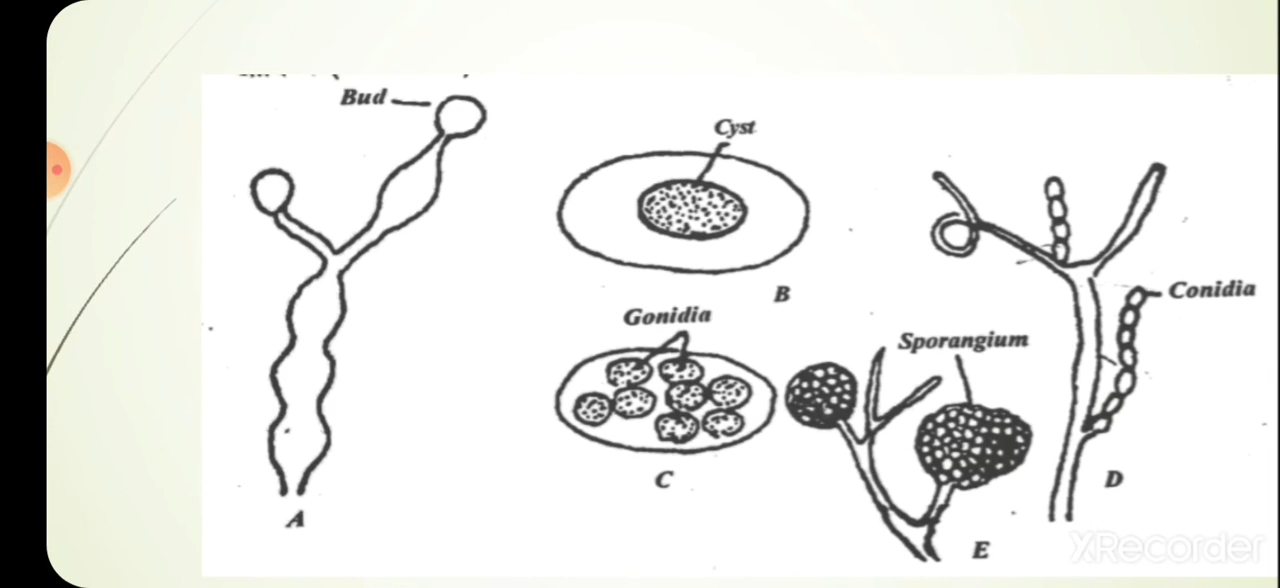 Bud
Cyst
B
Gonidia
Conidia
Sporangium
C
D
A
E
XRecorder